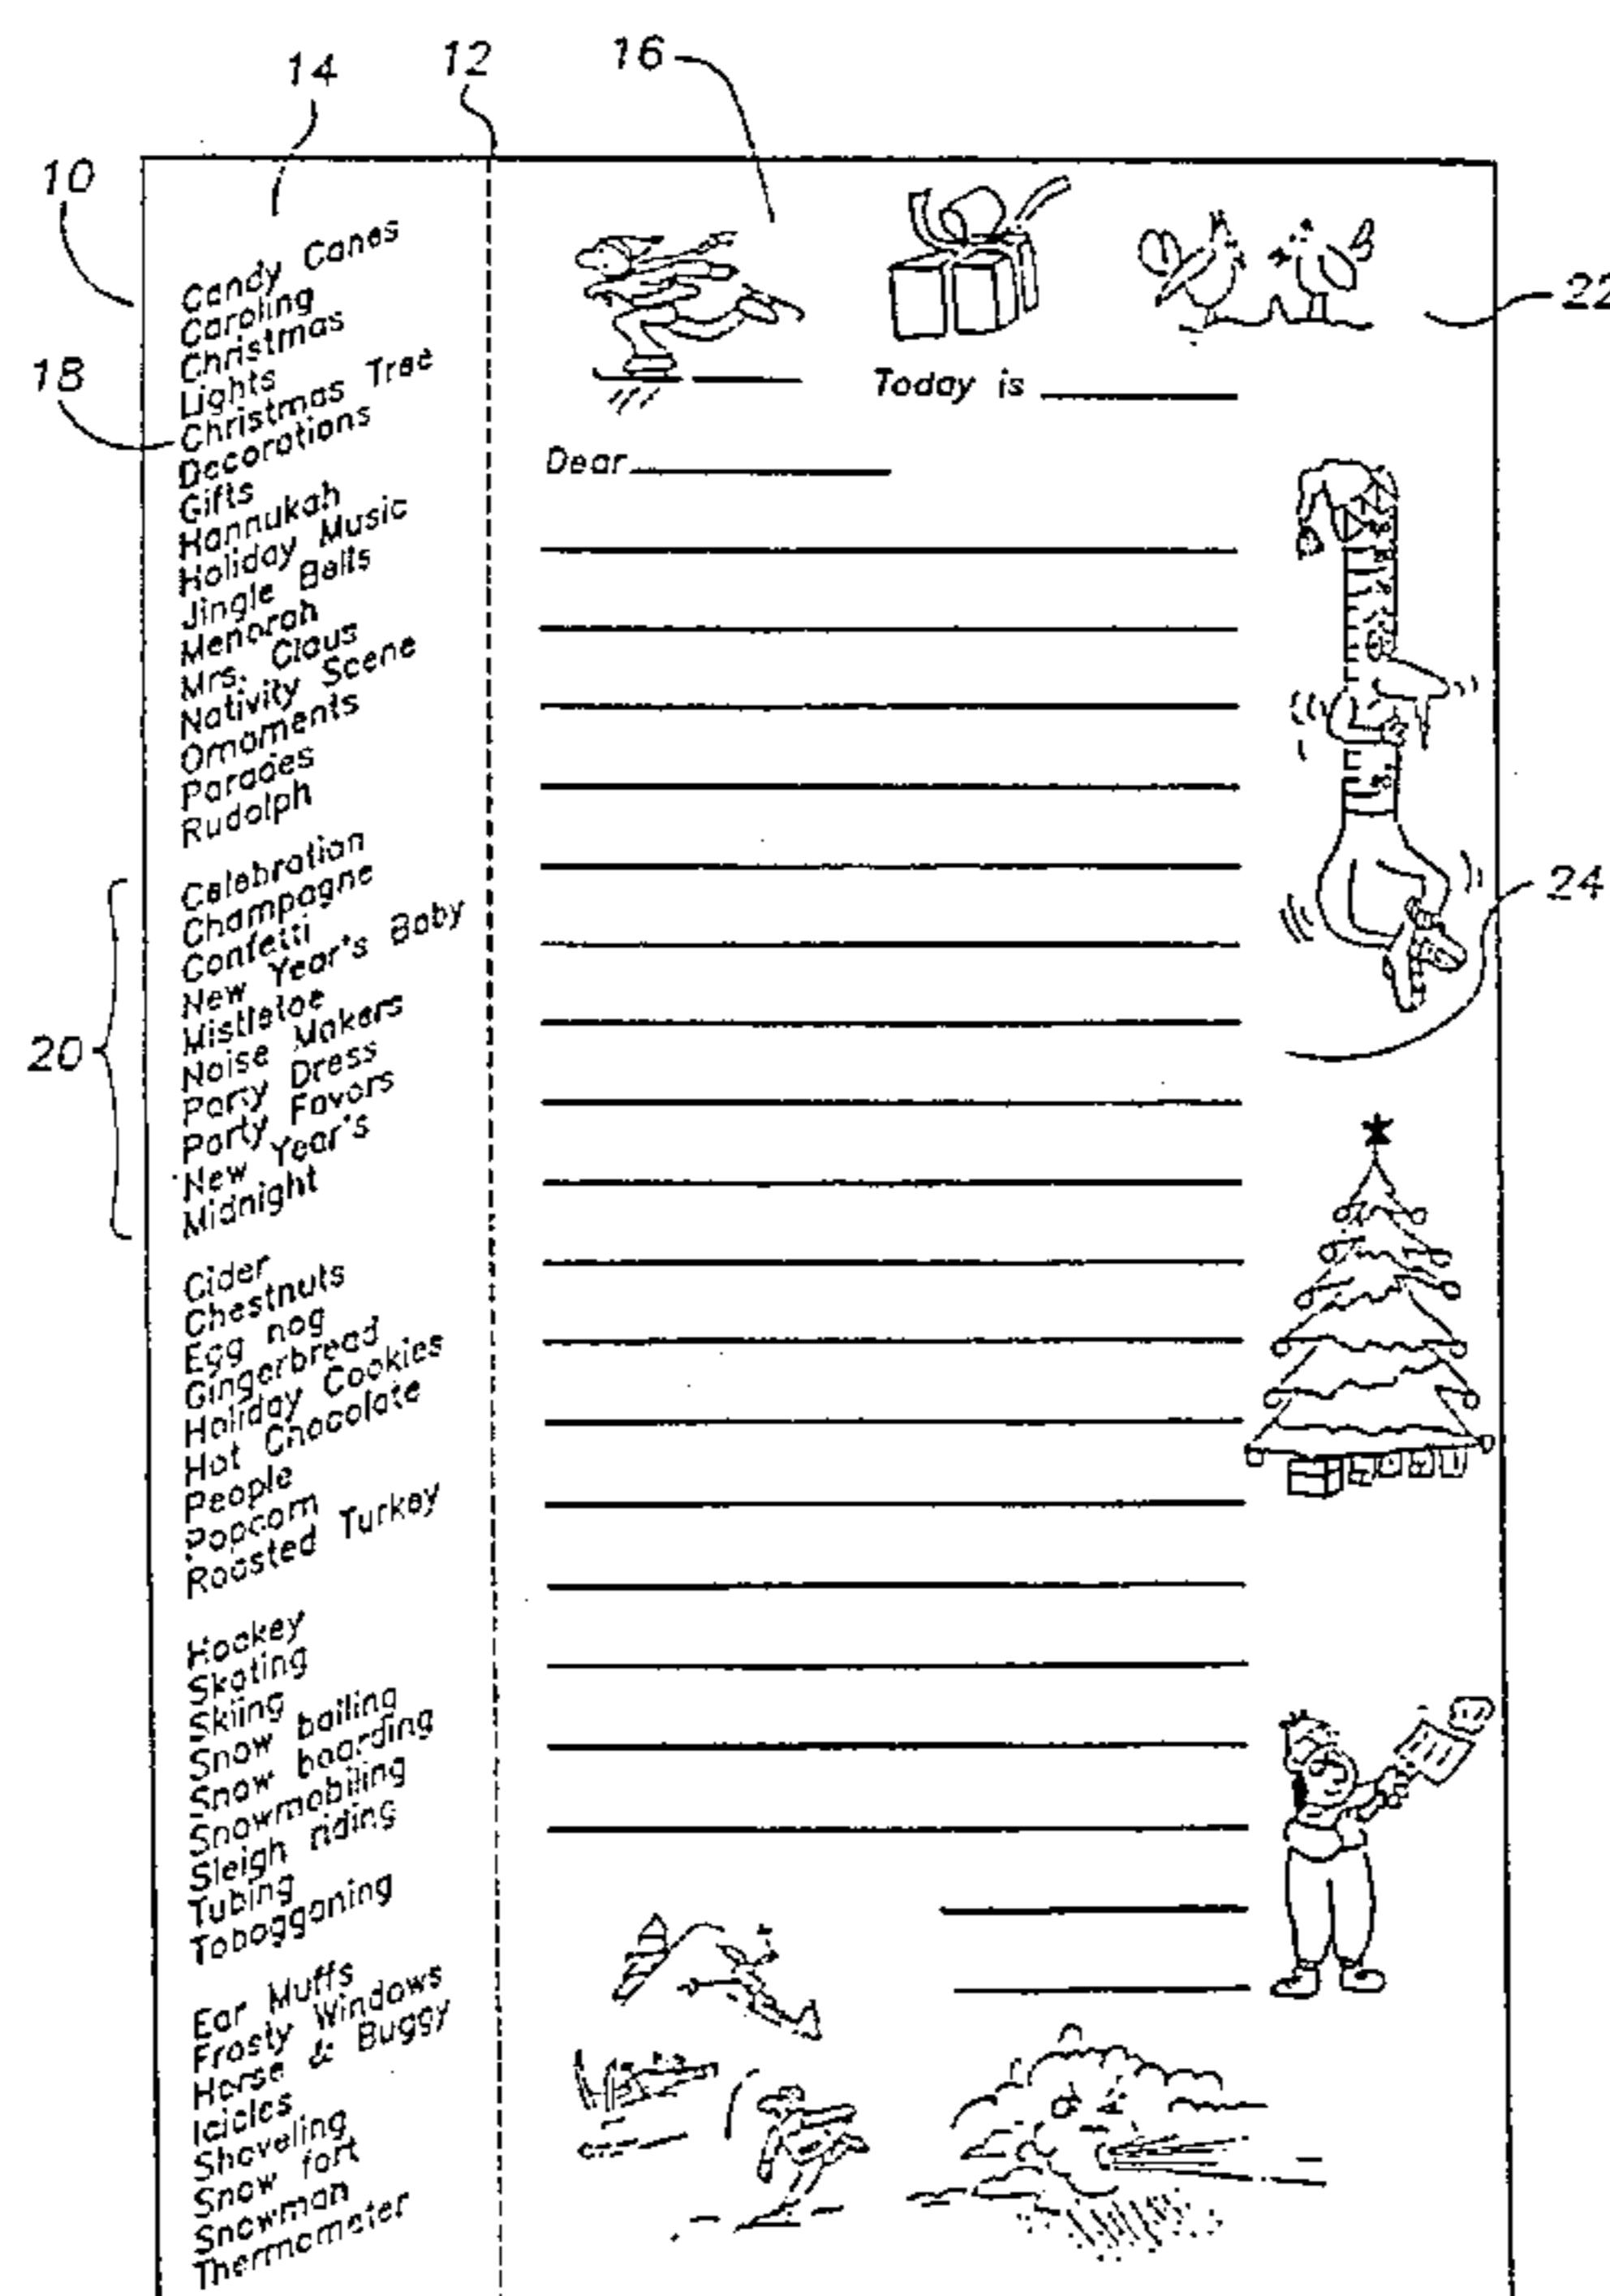 14
12
16
10
22
18
24
20
Candy Canes
Caroling
Christmas
Lights
Christmas Tree
Decorations
Gifts
Hannukah
Holiday Music
Jingle Bells
Menorah
Mrs. Claus
Nativity Scene
Ornaments
Parades
Rudolph
Celebration
Champagne
Confetti
New Year's Baby
Mistletoe
Noise Makers
Party Dress
Party Favors
New Year's
Midnight
Cider
Chestnuts
Egg nog
Gingerbread
Holiday Cookies
Hot Chocolate
People
Popcorn
Roasted Turkey
Hockey
Skating
Skiing
Snow balling
Snow boarding
Snowmobiling
Sleigh riding
Tubing
Tobogganing
Ear Muffs
Frosty Windows
Horse & Buggy
Icicles
Shoveling
Snow fort
Snowman
Thermometer
Today is
Dear